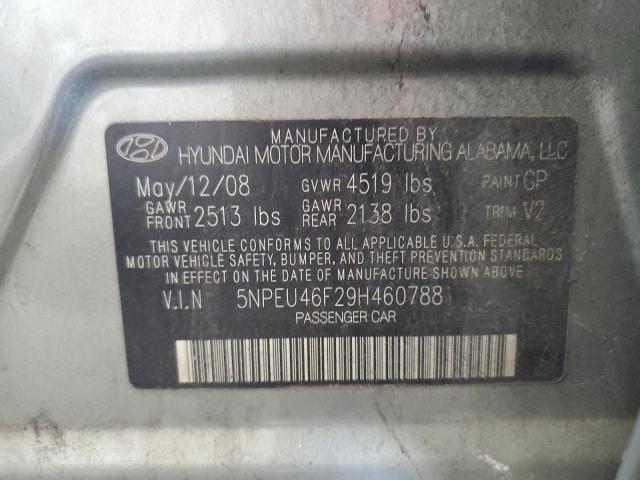 MANUFACTURED BY
HYUNDAI MOTOR MANUFACTURING ALABAMA, LLC
May/12/08 GVWR 4519 lbs PAINT GP
GAWR FRONT 2513 lbs GAWR REAR 2138 lbs TRIM V2
THIS VEHICLE CONFORMS TO ALL APPLICABLE U.S.A. FEDERAL
MOTOR VEHICLE SAFETY, BUMPER, AND THEFT PREVENTION STANDARDS
IN EFFECT ON THE DATE OF MANUFACTURE SHOWN ABOVE
V.I.N 5NPEU46F29H460788
PASSENGER CAR